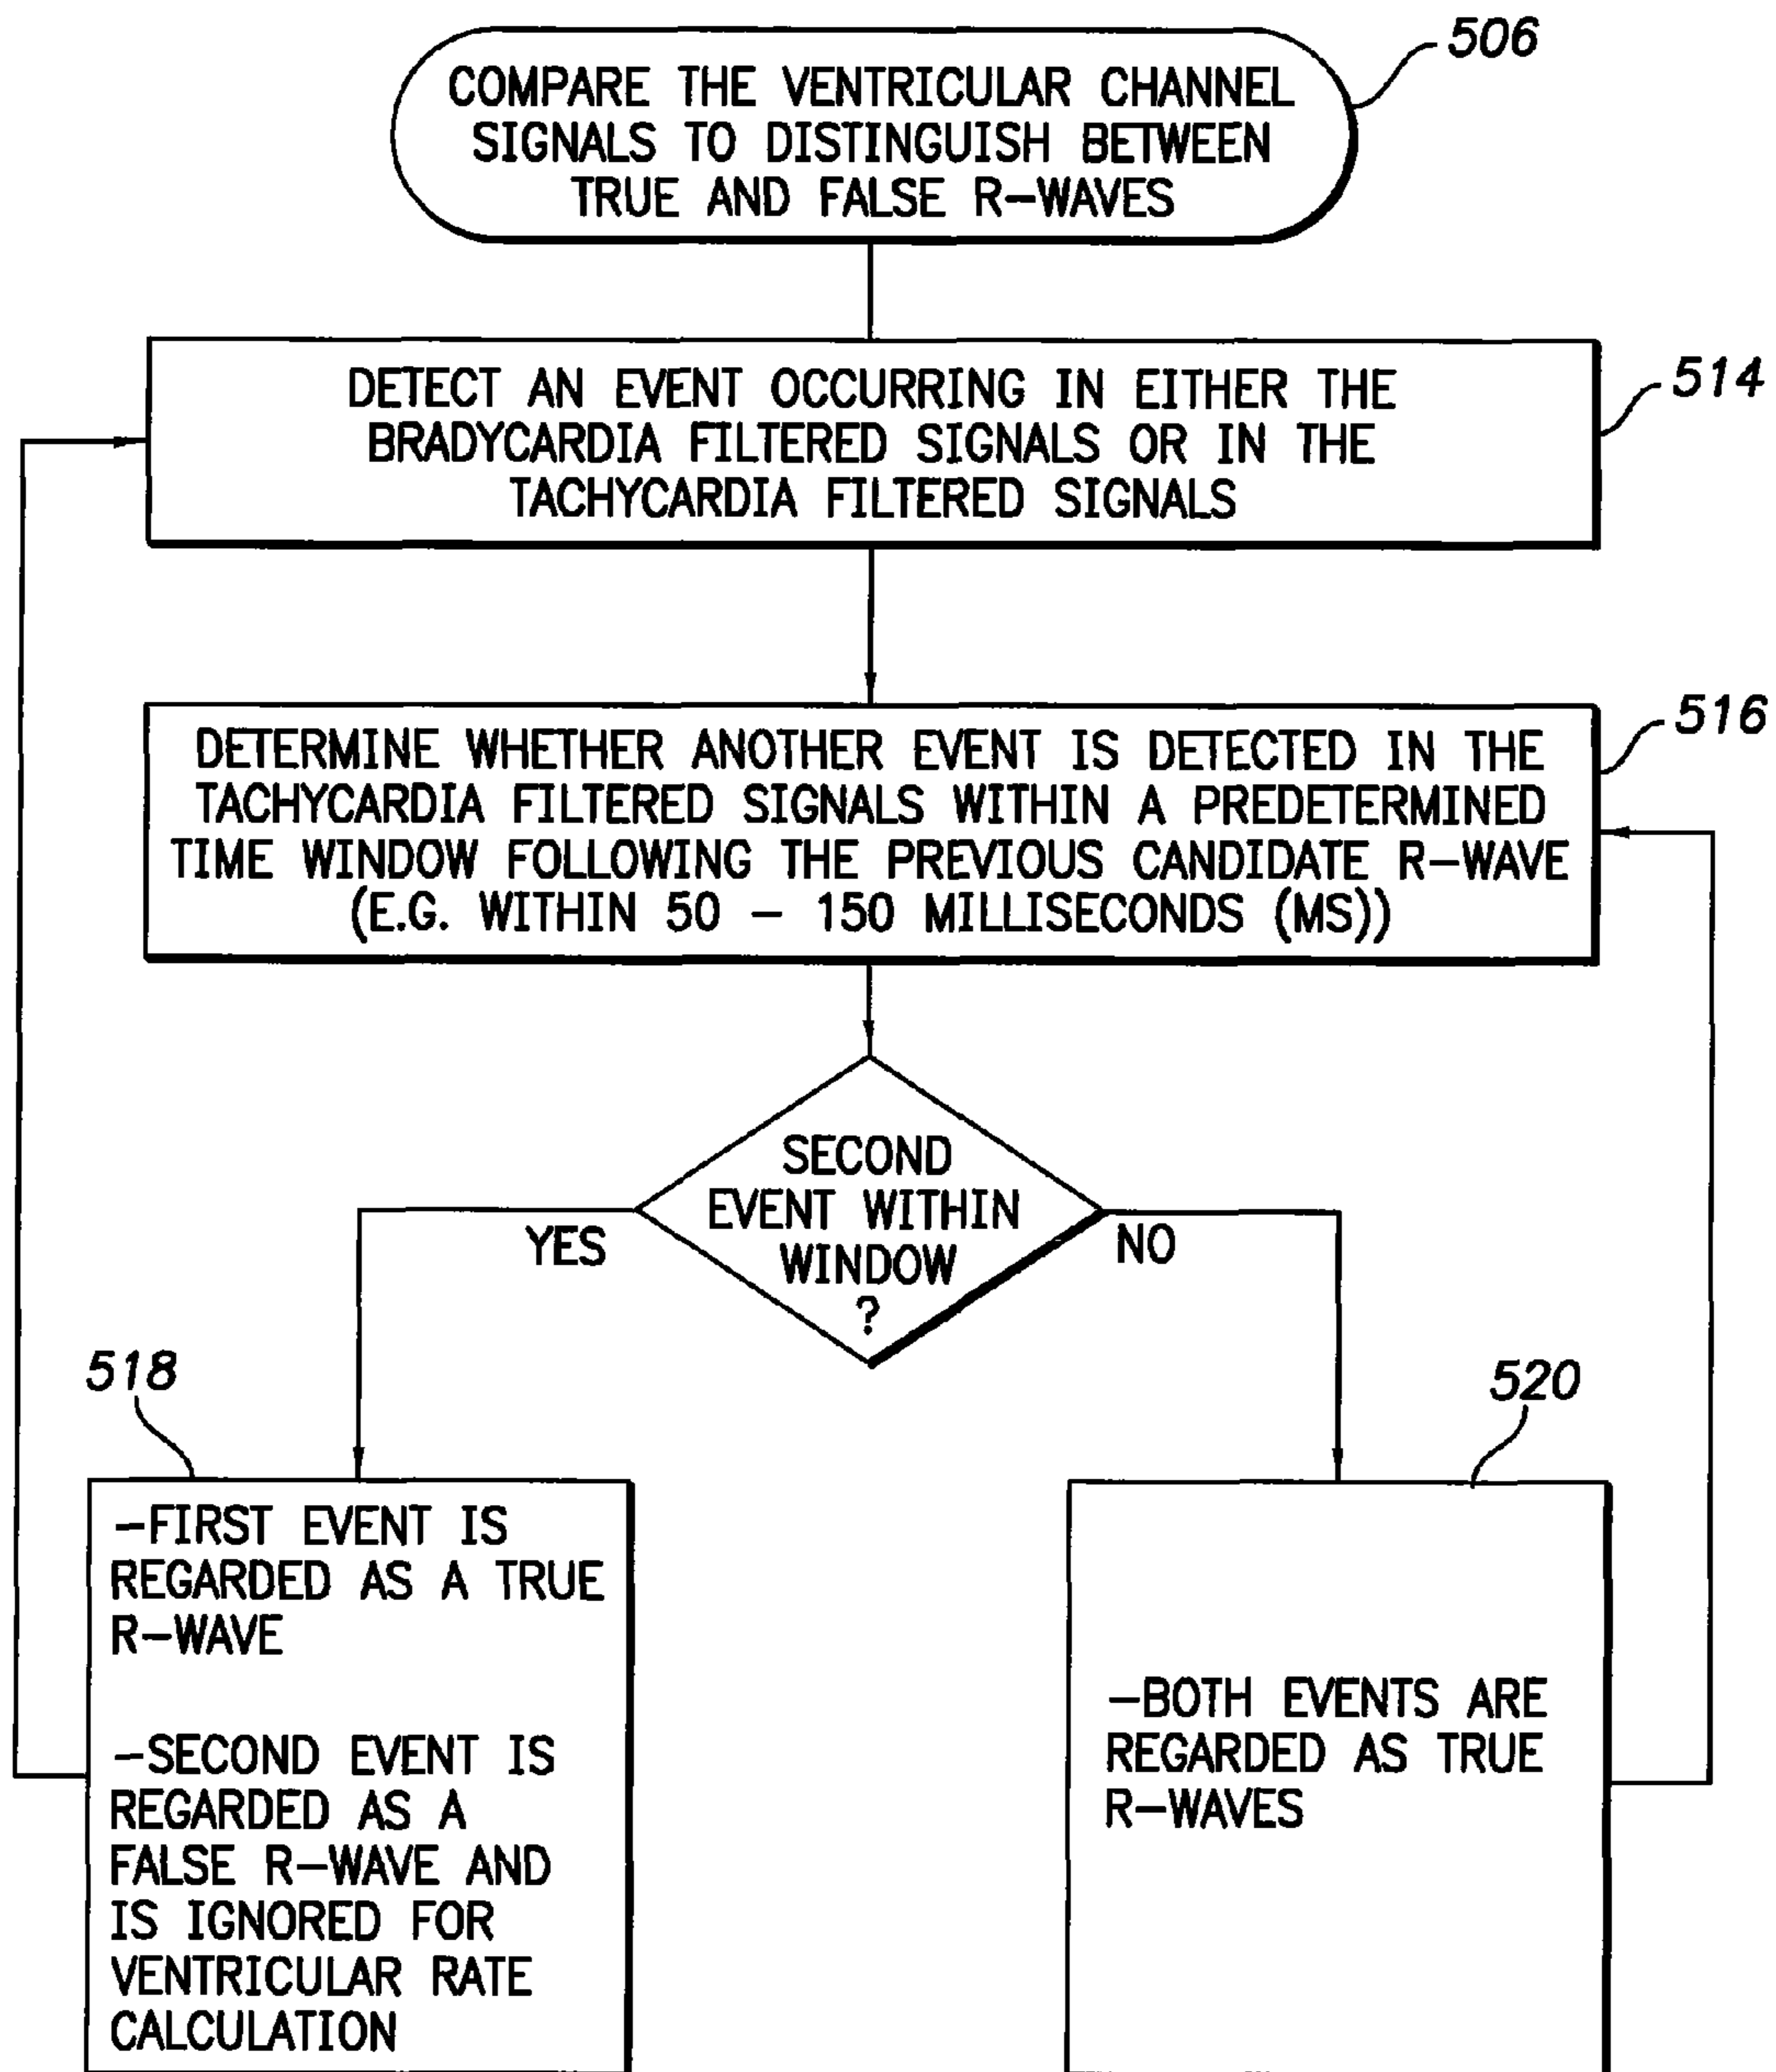 506
COMPARE THE VENTRICULAR CHANNEL
SIGNALS TO DISTINGUISH BETWEEN
TRUE AND FALSE R-WAVES
514
DETECT AN EVENT OCCURRING IN EITHER THE
BRADYCARDIA FILTERED SIGNALS OR IN THE
TACHYCARDIA FILTERED SIGNALS
516
DETERMINE WHETHER ANOTHER EVENT IS DETECTED IN THE
TACHYCARDIA FILTERED SIGNALS WITHIN A PREDETERMINED
TIME WINDOW FOLLOWING THE PREVIOUS CANDIDATE R-WAVE
(E.G. WITHIN 50 - 150 MILLISECONDS (MS))
SECOND
EVENT WITHIN
WINDOW
?
YES
NO
518
-FIRST EVENT IS
REGARDED AS A TRUE
R-WAVE
-SECOND EVENT IS
REGARDED AS A
FALSE R-WAVE AND
IS IGNORED FOR
VENTRICULAR RATE
CALCULATION
520
-BOTH EVENTS ARE
REGARDED AS TRUE
R-WAVES